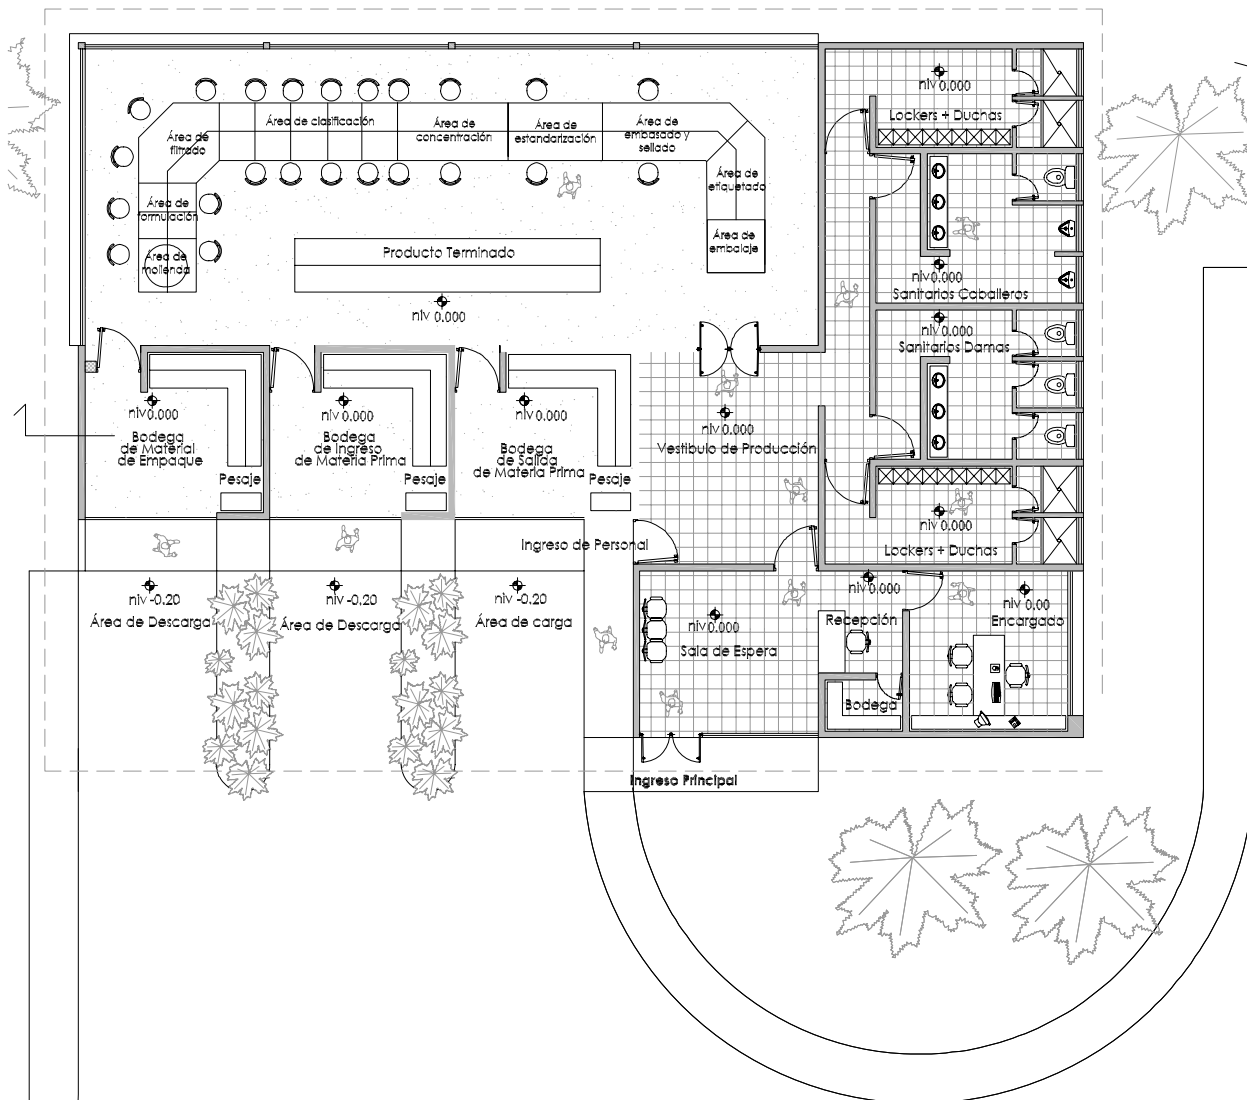 niv 0.000
Lockers + Duchas
Área de clasificación
Área de
filtrado
Área de
concentración
Área de
estandarización
Área de
embasado y
sellado
Área de
etiquetado
Área de
formulación
Área de
embalaje
Área de
molienda
Producto Terminado
niv 0.000
niv 0.000
Sanitarios Caballeros
niv 0.000
Sanitarios Damas
niv 0.000
Bodega
de Material
de Empaque
Pesaje
niv 0.000
Bodega
de Ingreso
de Materia Prima
Pesaje
niv 0.000
Bodega
de Salida
de Materia Prima
Pesaje
niv 0.000
Vestibulo de Producción
niv 0.000
Lockers + Duchas
Ingreso de Personal
niv -0.20
Área de Descarga
niv -0.20
Área de Descarga
niv -0.20
Área de carga
niv 0.000
Sala de Espera
niv 0.000
Recepción
niv 0.00
Encargado
Bodega
Ingreso Principal